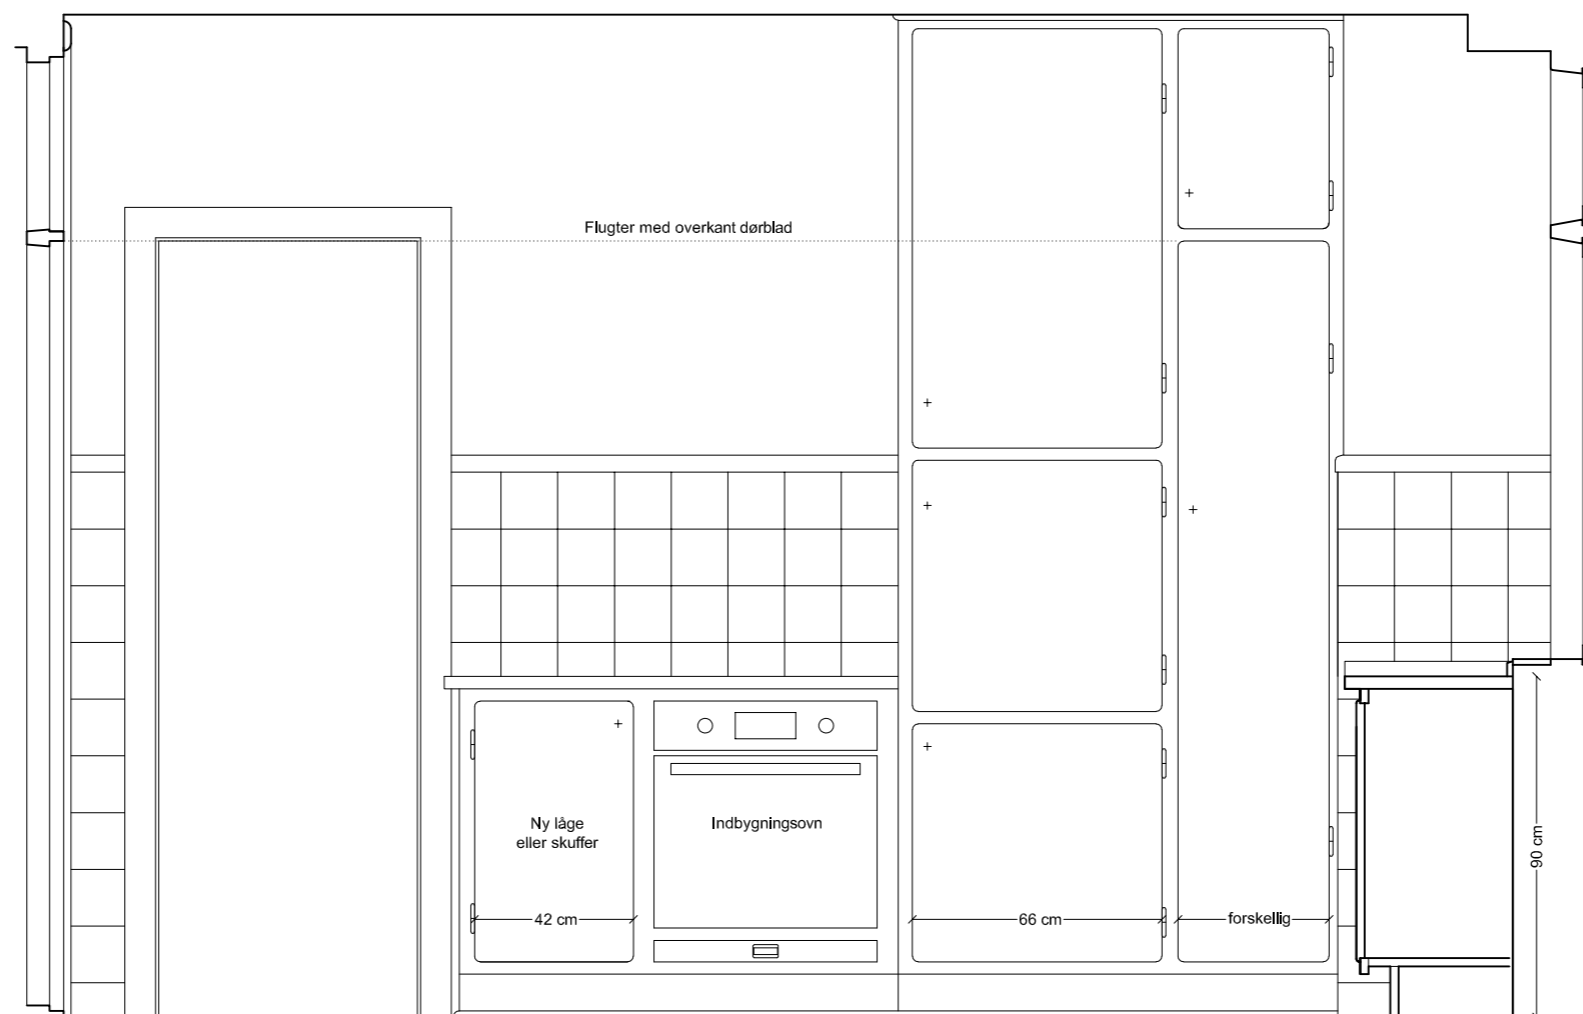 Flugter med overkant dørblad
Ny låge
eller skuffer
Indbygningsovn
42 cm
66 cm
forskellig
90 cm